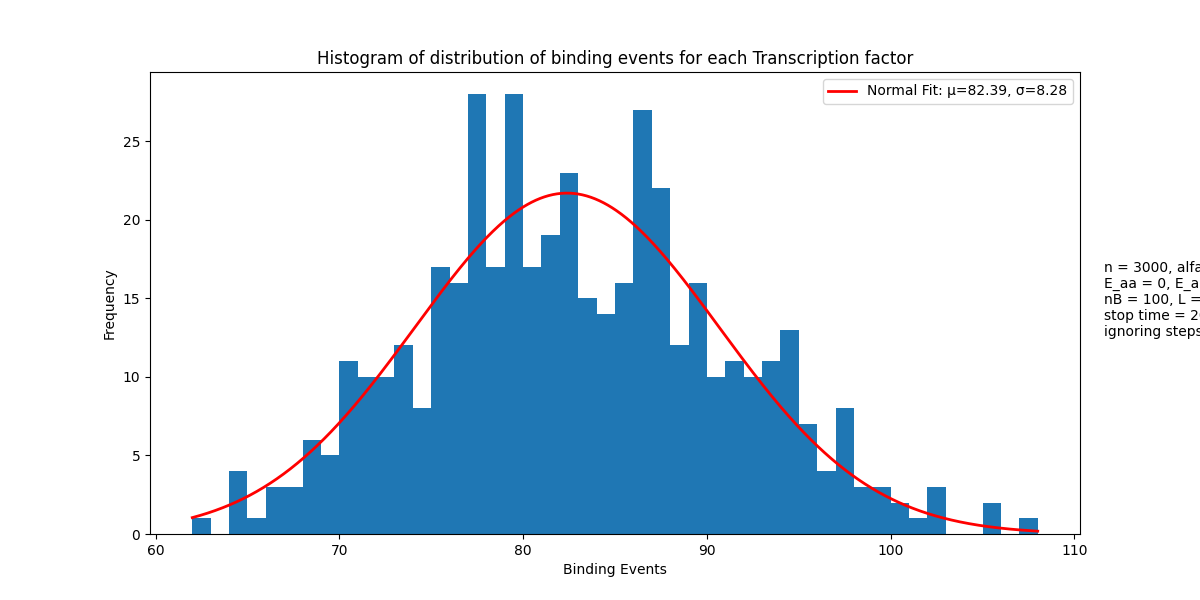 Histogram of distribution of binding events for each Transcription factor
Normal Fit: μ=82.39, σ=8.28
Frequency
25
20
15
10
5
0
60 70 80 90 100 110
Binding Events
n = 3000, alfa
E_aa = 0, E_a
nB = 100, L =
stop time = 2
ignoring steps